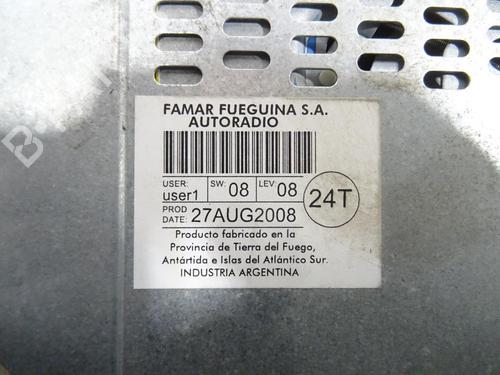 FAMAR FUEGUINA S.A.
AUTORADIO
USER: user1 SW: 08 LEV: 08
24T
PROD DATE: 27AUG2008
Producto fabricado en la
Provincia de Tierra del Fuego,
Antártida e Islas del Atlántico Sur.
INDUSTRIA ARGENTINA